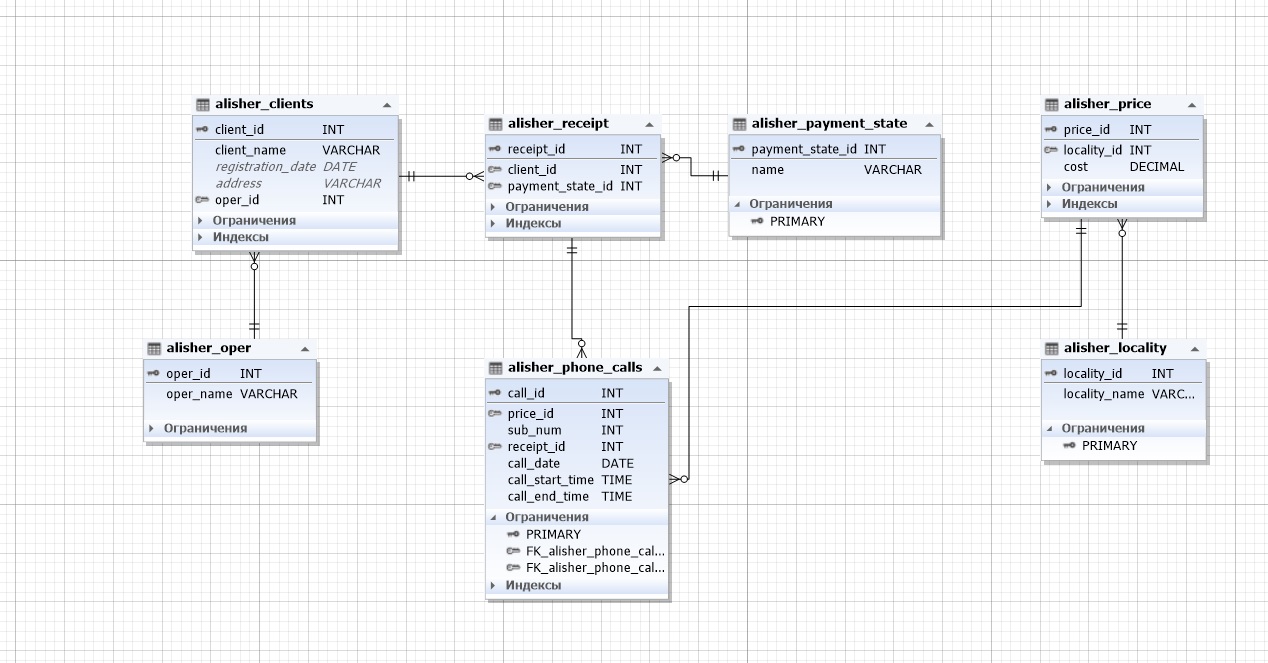 alisher_clients
client_id INT
client_name VARCHAR
registration_date DATE
address VARCHAR
oper_id INT
Ограничения
Индексы
alisher_receipt
receipt_id INT
client_id INT
payment_state_id INT
Ограничения
Индексы
alisher_payment_state
payment_state_id INT
name VARCHAR
Ограничения
PRIMARY
alisher_price
price_id INT
locality_id INT
cost DECIMAL
Ограничения
Индексы
alisher_oper
oper_id INT
oper_name VARCHAR
Ограничения
alisher_phone_calls
call_id INT
price_id INT
sub_num INT
receipt_id INT
call_date DATE
call_start_time TIME
call_end_time TIME
Ограничения
PRIMARY
FK_alisher_phone_cal...
FK_alisher_phone_cal...
Индексы
alisher_locality
locality_id INT
locality_name VARC...
Ограничения
PRIMARY